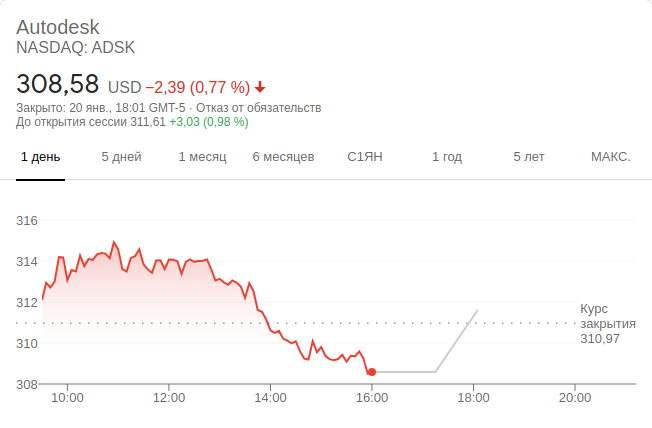 Autodesk
NASDAQ: ADSK
308,58 USD −2,39 (0,77 %)
Закрыто: 20 янв., 18:01 GMT-5 · Отказ от обязательств
До открытия сессии 311,61 +3,03 (0,98 %)
1 день 5 дней 1 месяц 6 месяцев С1ЯН 1 год 5 лет МАКС.
316
314
312
310
308
Курс
закрытия
310,97
10:00 12:00 14:00 16:00 18:00 20:00